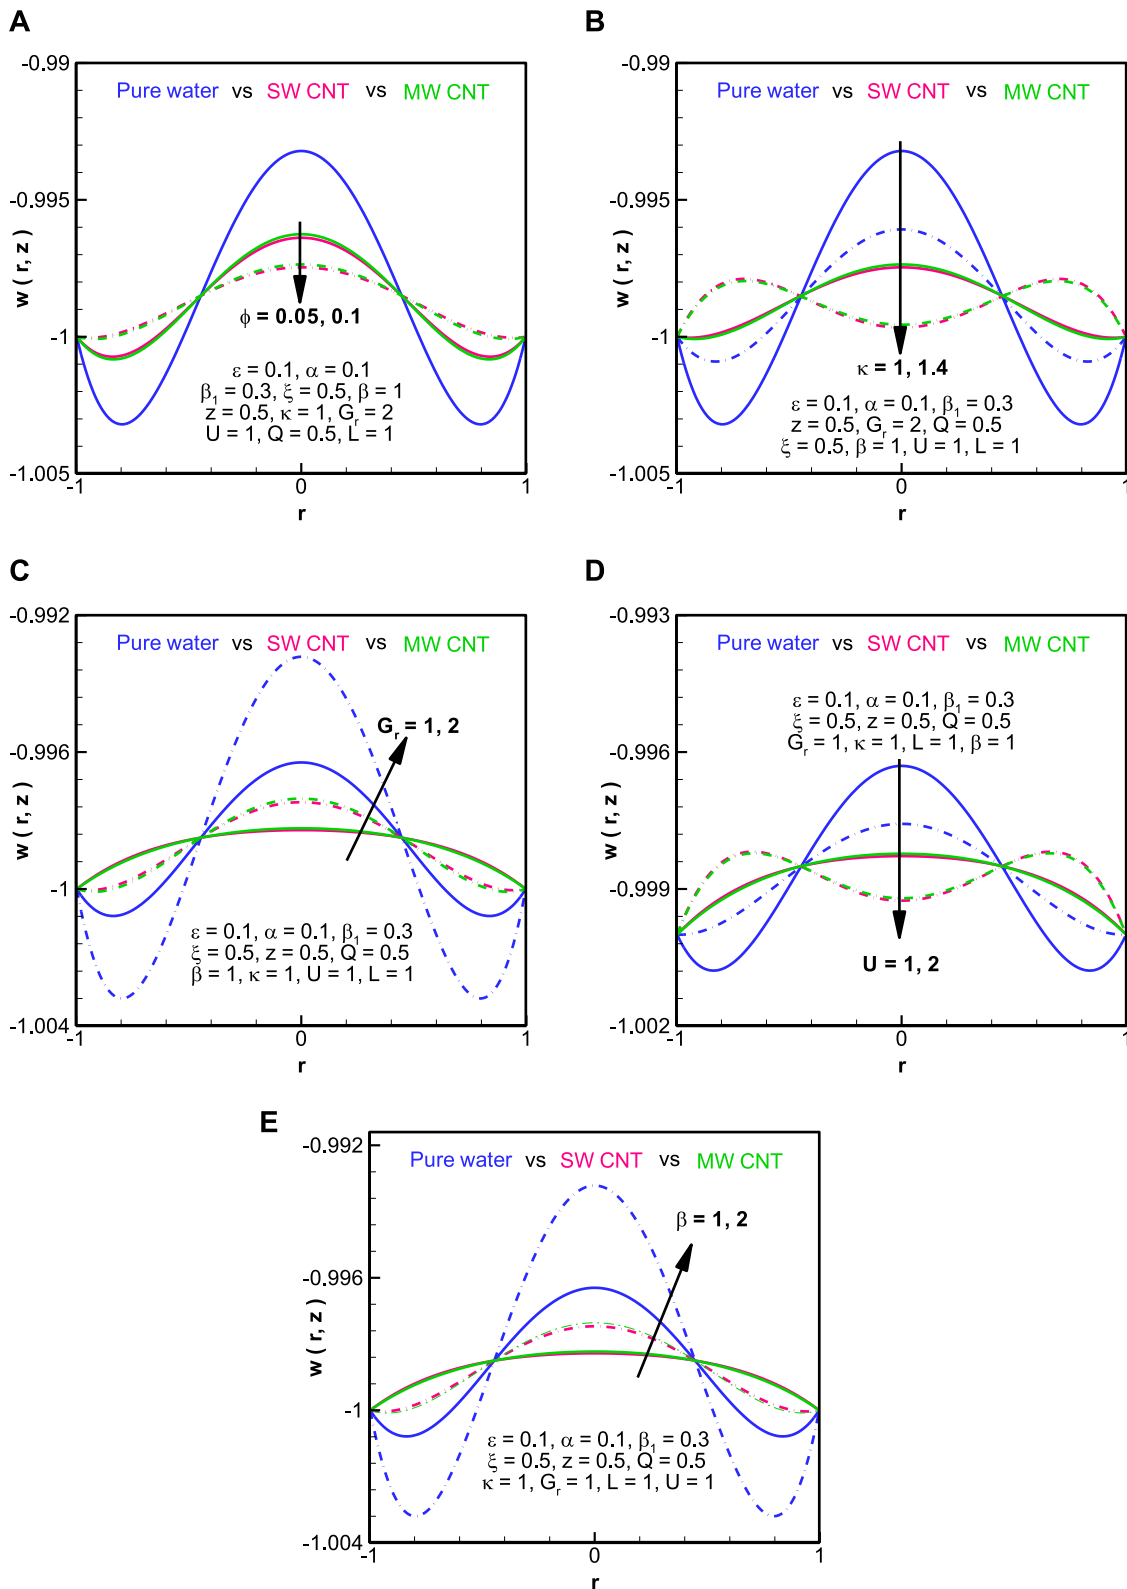 A
-0.99
Pure water vs SW CNT vs MW CNT
-0.995
w ( r, z )
ϕ = 0.05, 0.1
-1
ε = 0.1, α = 0.1
β₁ = 0.3, ξ = 0.5, β = 1
z = 0.5, κ = 1, Gᵣ = 2
U = 1, Q = 0.5, L = 1
-1.005
-1 0 1
r
B
-0.99
Pure water vs SW CNT vs MW CNT
-0.995
w ( r, z )
-1
κ = 1, 1.4
ε = 0.1, α = 0.1, β₁ = 0.3
z = 0.5, Gᵣ = 2, Q = 0.5
ξ = 0.5, β = 1, U = 1, L = 1
-1.005
-1 0 1
r
C
-0.992
Pure water vs SW CNT vs MW CNT
Gᵣ = 1, 2
-0.996
w ( r, z )
-1
ε = 0.1, α = 0.1, β₁ = 0.3
ξ = 0.5, z = 0.5, Q = 0.5
β = 1, κ = 1, U = 1, L = 1
-1.004
-1 0 1
r
D
-0.993
Pure water vs SW CNT vs MW CNT
ε = 0.1, α = 0.1, β₁ = 0.3
ξ = 0.5, z = 0.5, Q = 0.5
Gᵣ = 1, κ = 1, L = 1, β = 1
-0.996
w ( r, z )
-0.999
U = 1, 2
-1.002
-1 0 1
r
E
-0.992
Pure water vs SW CNT vs MW CNT
β = 1, 2
-0.996
w ( r, z )
-1
ε = 0.1, α = 0.1, β₁ = 0.3
ξ = 0.5, z = 0.5, Q = 0.5
κ = 1, Gᵣ = 1, L = 1, U = 1
-1.004
-1 0 1
r